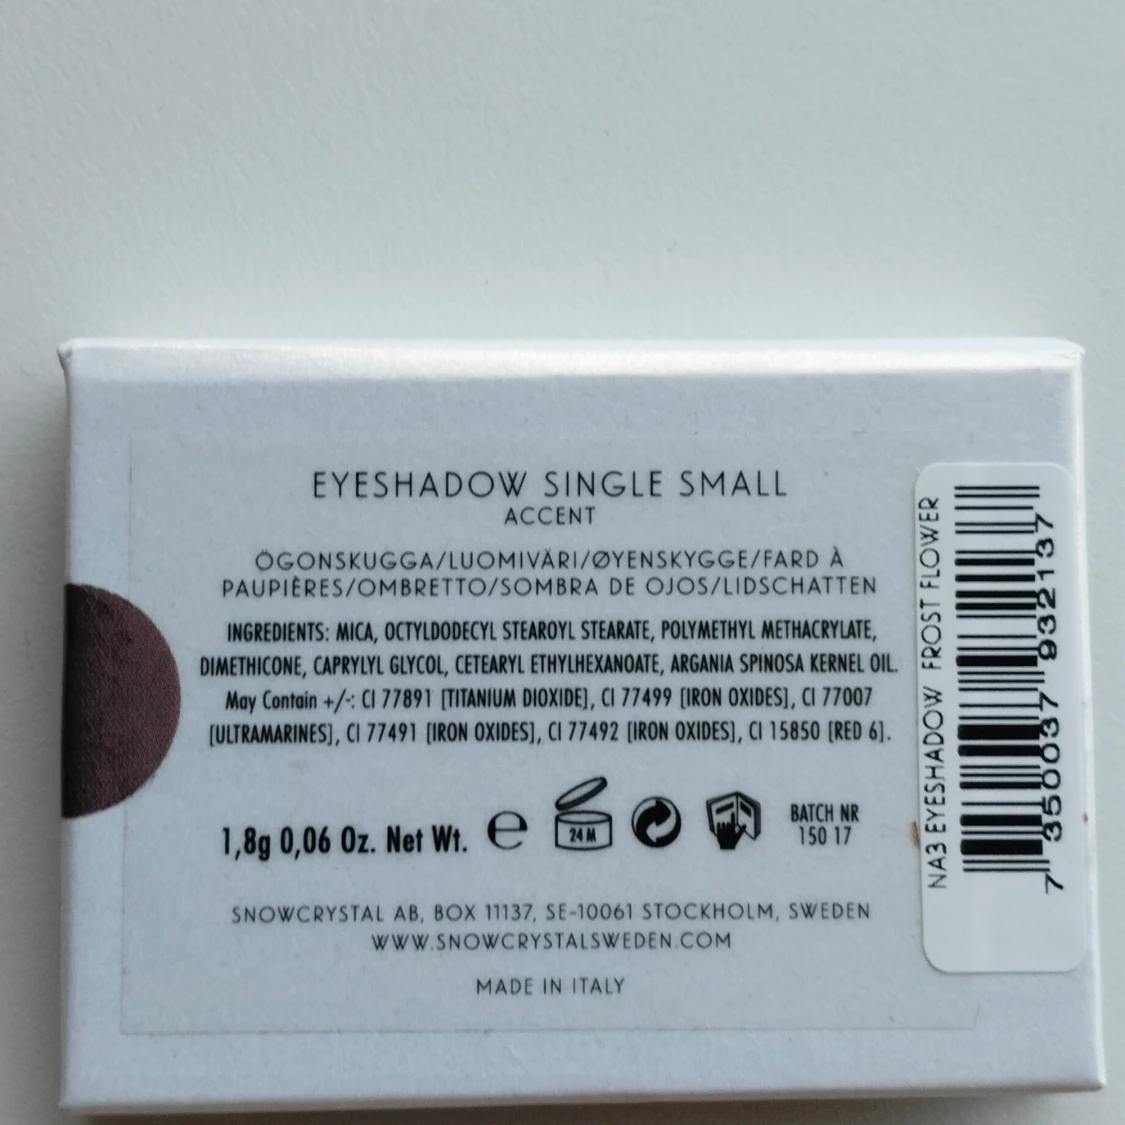 EYESHADOW SINGLE SMALL
ACCENT
ÖGONSKUGGA/LUOMIVÄRI/ØYENSKYGGE/FARD À
PAUPIÈRES/OMBRETTO/SOMBRA DE OJOS/LIDSCHATTEN
INGREDIENTS: MICA, OCTYLDODECYL STEAROYL STEARATE, POLYMETHYL METHACRYLATE,
DIMETHICONE, CAPRYLYL GLYCOL, CETEARYL ETHYLHEXANOATE, ARGANIA SPINOSA KERNEL OIL.
May Contain +/-: CI 77891 [TITANIUM DIOXIDE], CI 77499 [IRON OXIDES], CI 77007
[ULTRAMARINES], CI 77491 [IRON OXIDES], CI 77492 [IRON OXIDES], CI 15850 [RED 6].
1,8g 0,06 Oz. Net Wt. e 24 M
BATCH NR
150 17
SNOWCRYSTAL AB, BOX 11137, SE-10061 STOCKHOLM, SWEDEN
WWW.SNOWCRYSTALSWEDEN.COM
MADE IN ITALY
NA3 EYESHADOW FROST FLOWER
7 350037 932137